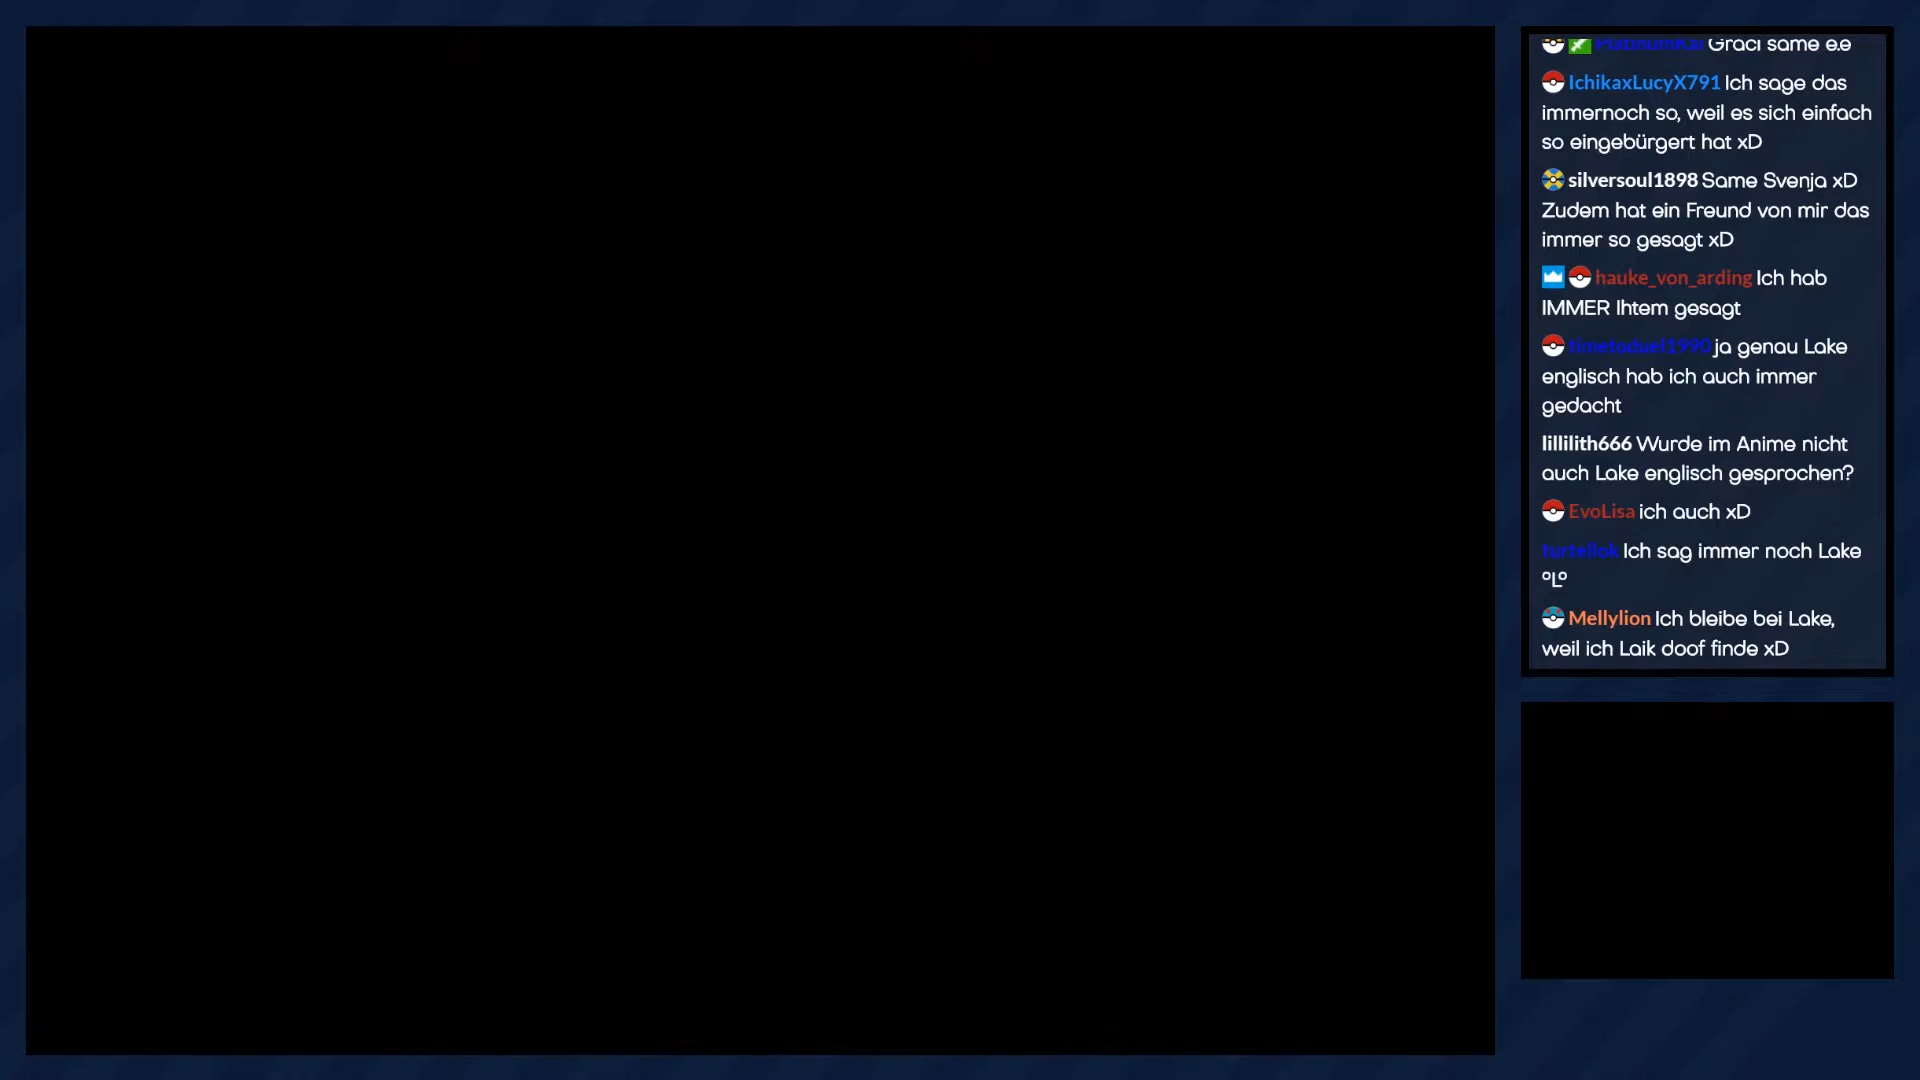 PlatinumKai Graci same e.e
IchikaxLucyX791 Ich sage das
immernoch so, weil es sich einfach
so eingebürgert hat xD
silversoul1898 Same Svenja xD
Zudem hat ein Freund von mir das
immer so gesagt xD
hauke_von_arding Ich hab
IMMER Ihtem gesagt
timetoduel1990 ja genau Lake
englisch hab ich auch immer
gedacht
lillilith666 Wurde im Anime nicht
auch Lake englisch gesprochen?
EvoLisa ich auch xD
turtellok Ich sag immer noch Lake
°L°
Mellylion Ich bleibe bei Lake,
weil ich Laik doof finde xD